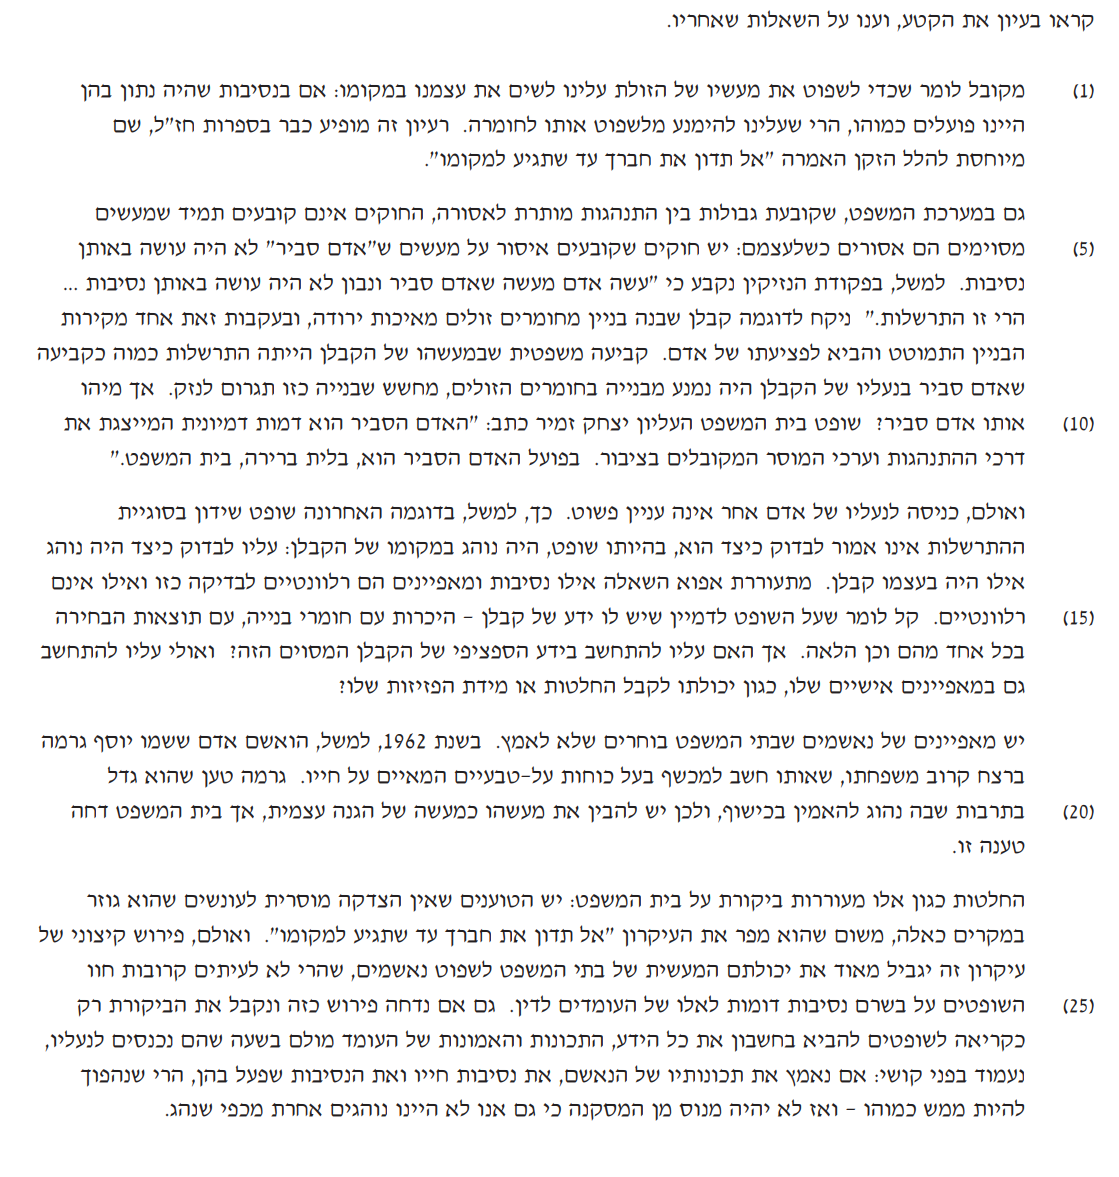 קראו בעיון את הקטע, וענו על השאלות שאחריו.
(1) מקובל לומר שכדי לשפוט את מעשיו של הזולת עלינו לשים את עצמנו במקומו: אם בנסיבות שהיה נתון בהן
היינו פועלים כמוהו, הרי שעלינו להימנע מלשפוט אותו לחומרה. רעיון זה מופיע כבר בספרות חז"ל, שם
מיוחסת להלל הזקן האמרה "אל תדון את חברך עד שתגיע למקומו".
גם במערכת המשפט, שקובעת גבולות בין התנהגות מותרת לאסורה, החוקים אינם קובעים תמיד שמעשים
(5) מסוימים הם אסורים כשלעצמם: יש חוקים שקובעים איסור על מעשים ש"אדם סביר" לא היה עושה באותן
נסיבות. למשל, בפקודת הנזיקין נקבע כי "עשה אדם מעשה שאדם סביר ונבון לא היה עושה באותן נסיבות ...
הרי זו התרשלות." ניקח לדוגמה קבלן שבנה בניין מחומרים זולים מאיכות ירודה, ובעקבות זאת אחד מקירות
הבניין התמוטט והביא לפציעתו של אדם. קביעה משפטית שבמעשהו של הקבלן הייתה התרשלות כמוה כקביעה
שאדם סביר בנעליו של הקבלן היה נמנע מבנייה בחומרים הזולים, מחשש שבנייה כזו תגרום לנזק. אך מיהו
(10) אותו אדם סביר? שופט בית המשפט העליון יצחק זמיר כתב: "האדם הסביר הוא דמות דמיונית המייצגת את
דרכי ההתנהגות וערכי המוסר המקובלים בציבור. בפועל האדם הסביר הוא, בלית ברירה, בית המשפט."
ואולם, כניסה לנעליו של אדם אחר אינה עניין פשוט. כך, למשל, בדוגמה האחרונה שופט שידון בסוגיית
ההתרשלות אינו אמור לבדוק כיצד הוא, בהיותו שופט, היה נוהג במקומו של הקבלן: עליו לבדוק כיצד היה נוהג
אילו היה בעצמו קבלן. מתעוררת אפוא השאלה אילו נסיבות ומאפיינים הם רלוונטיים לבדיקה כזו ואילו אינם
(15) רלוונטיים. קל לומר שעל השופט לדמיין שיש לו ידע של קבלן – היכרות עם חומרי בנייה, עם תוצאות הבחירה
בכל אחד מהם וכן הלאה. אך האם עליו להתחשב בידע הספציפי של הקבלן המסוים הזה? ואולי עליו להתחשב
גם במאפיינים אישיים שלו, כגון יכולתו לקבל החלטות או מידת הפזיזות שלו?
יש מאפיינים של נאשמים שבתי המשפט בוחרים שלא לאמץ. בשנת 1962, למשל, הואשם אדם ששמו יוסף גרמה
ברצח קרוב משפחתו, שאותו חשב למכשף בעל כוחות על-טבעיים המאיים על חייו. גרמה טען שהוא גדל
(20) בתרבות שבה נהוג להאמין בכישוף, ולכן יש להבין את מעשהו כמעשה של הגנה עצמית, אך בית המשפט דחה
טענה זו.
החלטות כגון אלו מעוררות ביקורת על בית המשפט: יש הטוענים שאין הצדקה מוסרית לעונשים שהוא גוזר
במקרים כאלה, משום שהוא מפר את העיקרון "אל תדון את חברך עד שתגיע למקומו". ואולם, פירוש קיצוני של
עיקרון זה יגביל מאוד את יכולתם המעשית של בתי המשפט לשפוט נאשמים, שהרי לא לעיתים קרובות חוו
(25) השופטים על בשרם נסיבות דומות לאלו של העומדים לדין. גם אם נדחה פירוש כזה ונקבל את הביקורת רק
כקריאה לשופטים להביא בחשבון את כל הידע, התכונות והאמונות של העומד מולם בשעה שהם נכנסים לנעליו,
נעמוד בפני קושי: אם נאמץ את תכונותיו של הנאשם, את נסיבות חייו ואת הנסיבות שפעל בהן, הרי שנהפוך
להיות ממש כמוהו – ואז לא יהיה מנוס מן המסקנה כי גם אנו לא היינו נוהגים אחרת מכפי שנהג.